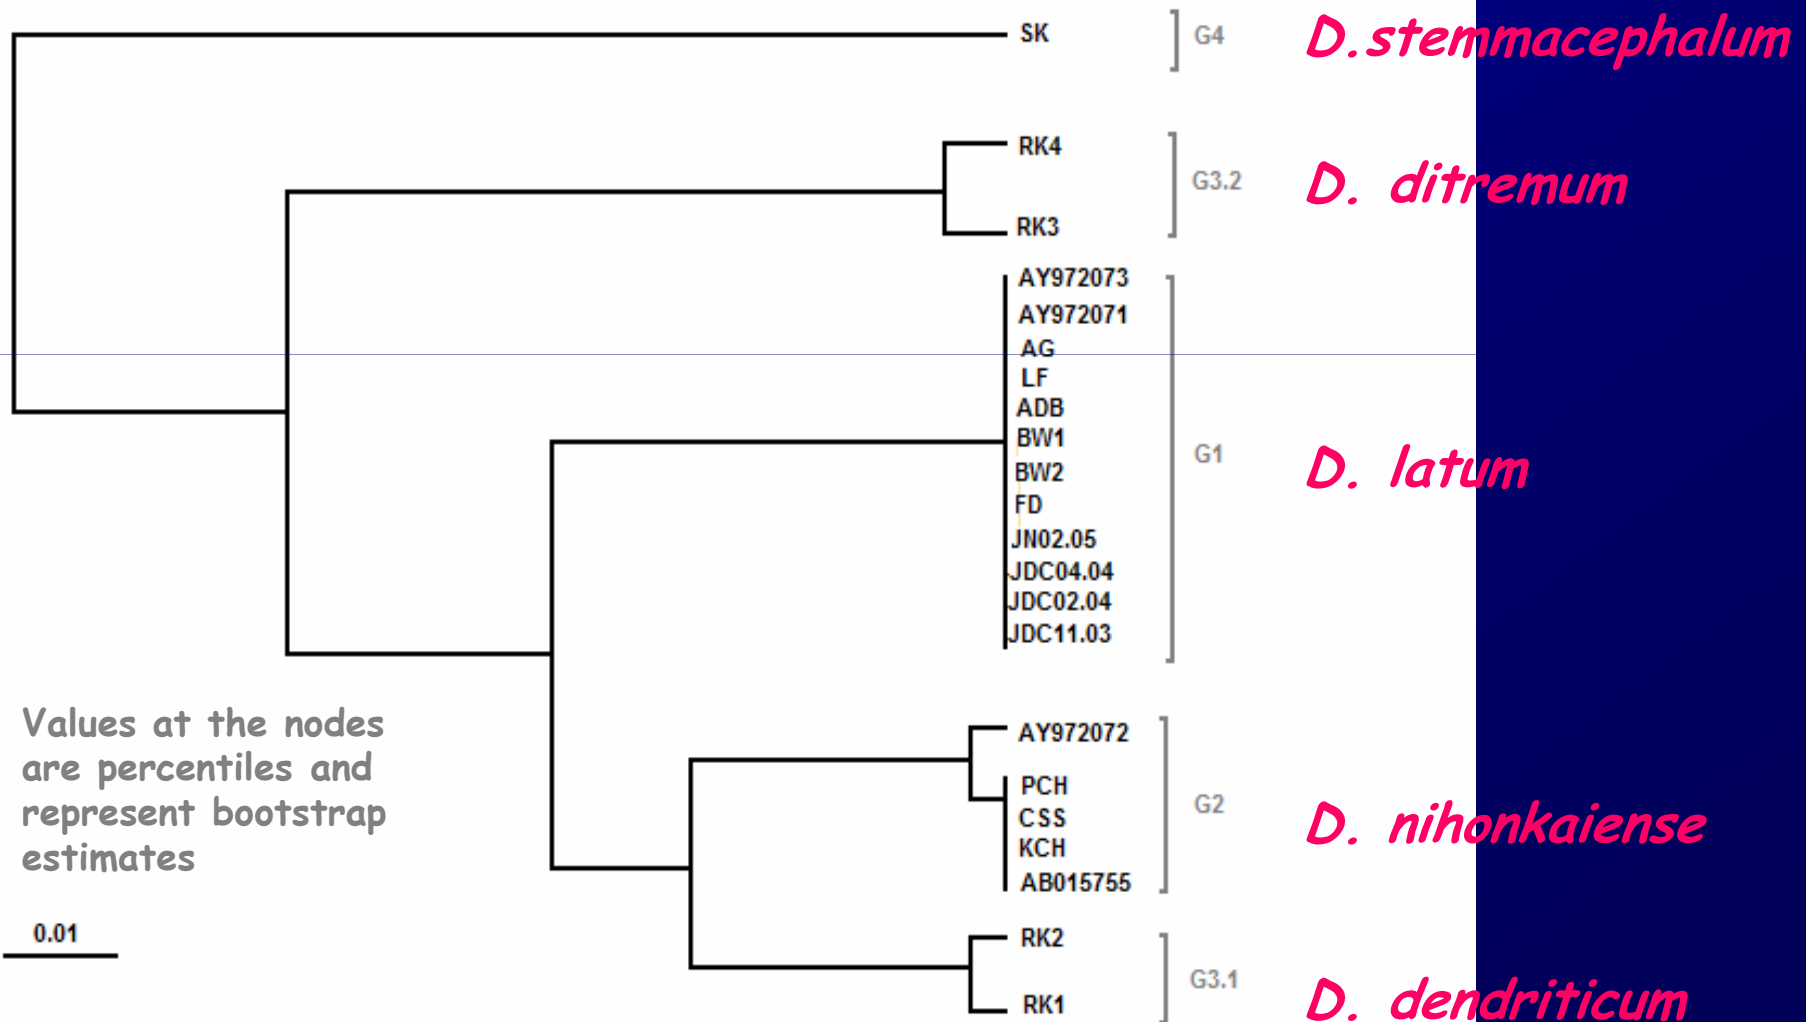 SK
G4
D.stemmacephalum
RK4
G3.2
D. ditremum
RK3
AY972073
AY972071
AG
LF
ADB
BW1
G1
D. latum
BW2
FD
JN02.05
JDC04.04
JDC02.04
JDC11.03
Values at the nodes
are percentiles and
represent bootstrap
estimates
AY972072
PCH
G2
D. nihonkaiense
CSS
KCH
AB015755
0.01
RK2
G3.1
D. dendriticum
RK1